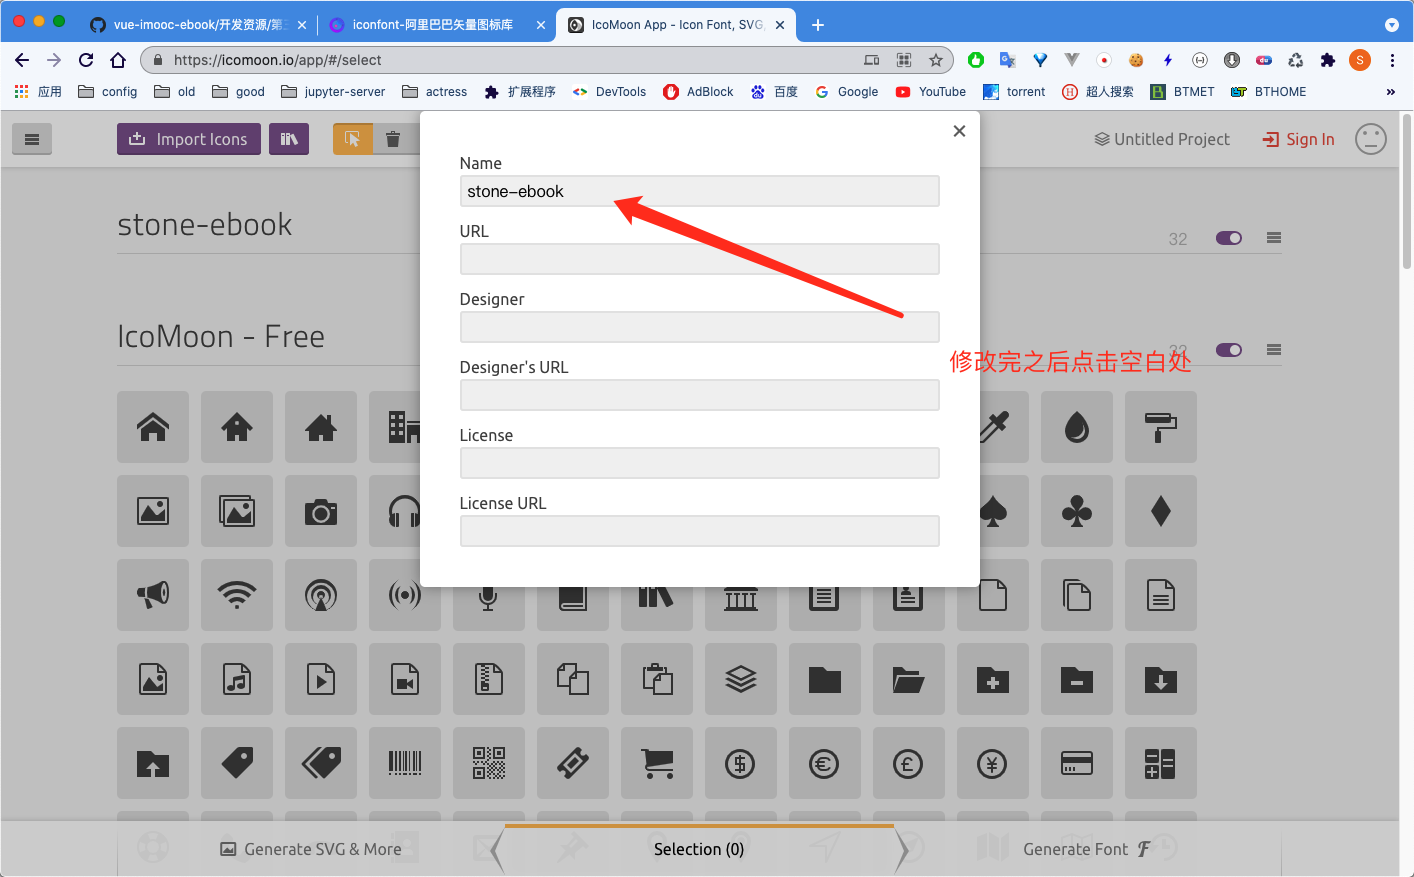 vue-imooc-ebook/开发资源/第三
iconfont-阿里巴巴矢量图标库
IcoMoon App - Icon Font, SVG,
https://icomoon.io/app/#/select
S
应用
config
old
good
jupyter-server
actress
扩展程序
DevTools
AdBlock
百度
Google
YouTube
torrent
超人搜索
BTMET
BTHOME
Import Icons
Untitled Project
Sign In
Name
stone-ebook
stone-ebook
32
URL
Designer
IcoMoon - Free
32
修改完之后点击空白处
Designer's URL
License
License URL
Generate SVG & More
Selection (0)
Generate Font